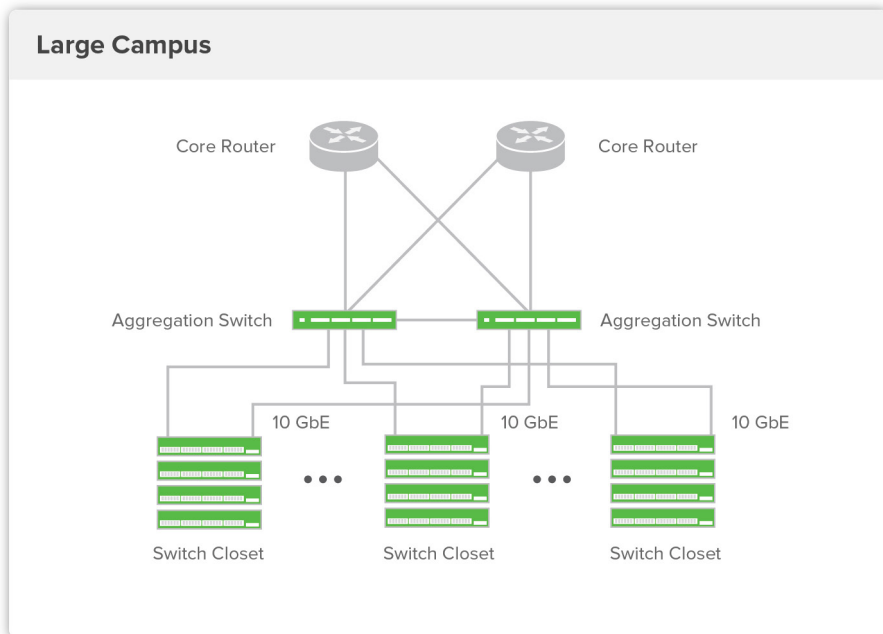 Large Campus
Core Router
Core Router
Aggregation Switch
Aggregation Switch
10 GbE
10 GbE
10 GbE
Switch Closet
Switch Closet
Switch Closet